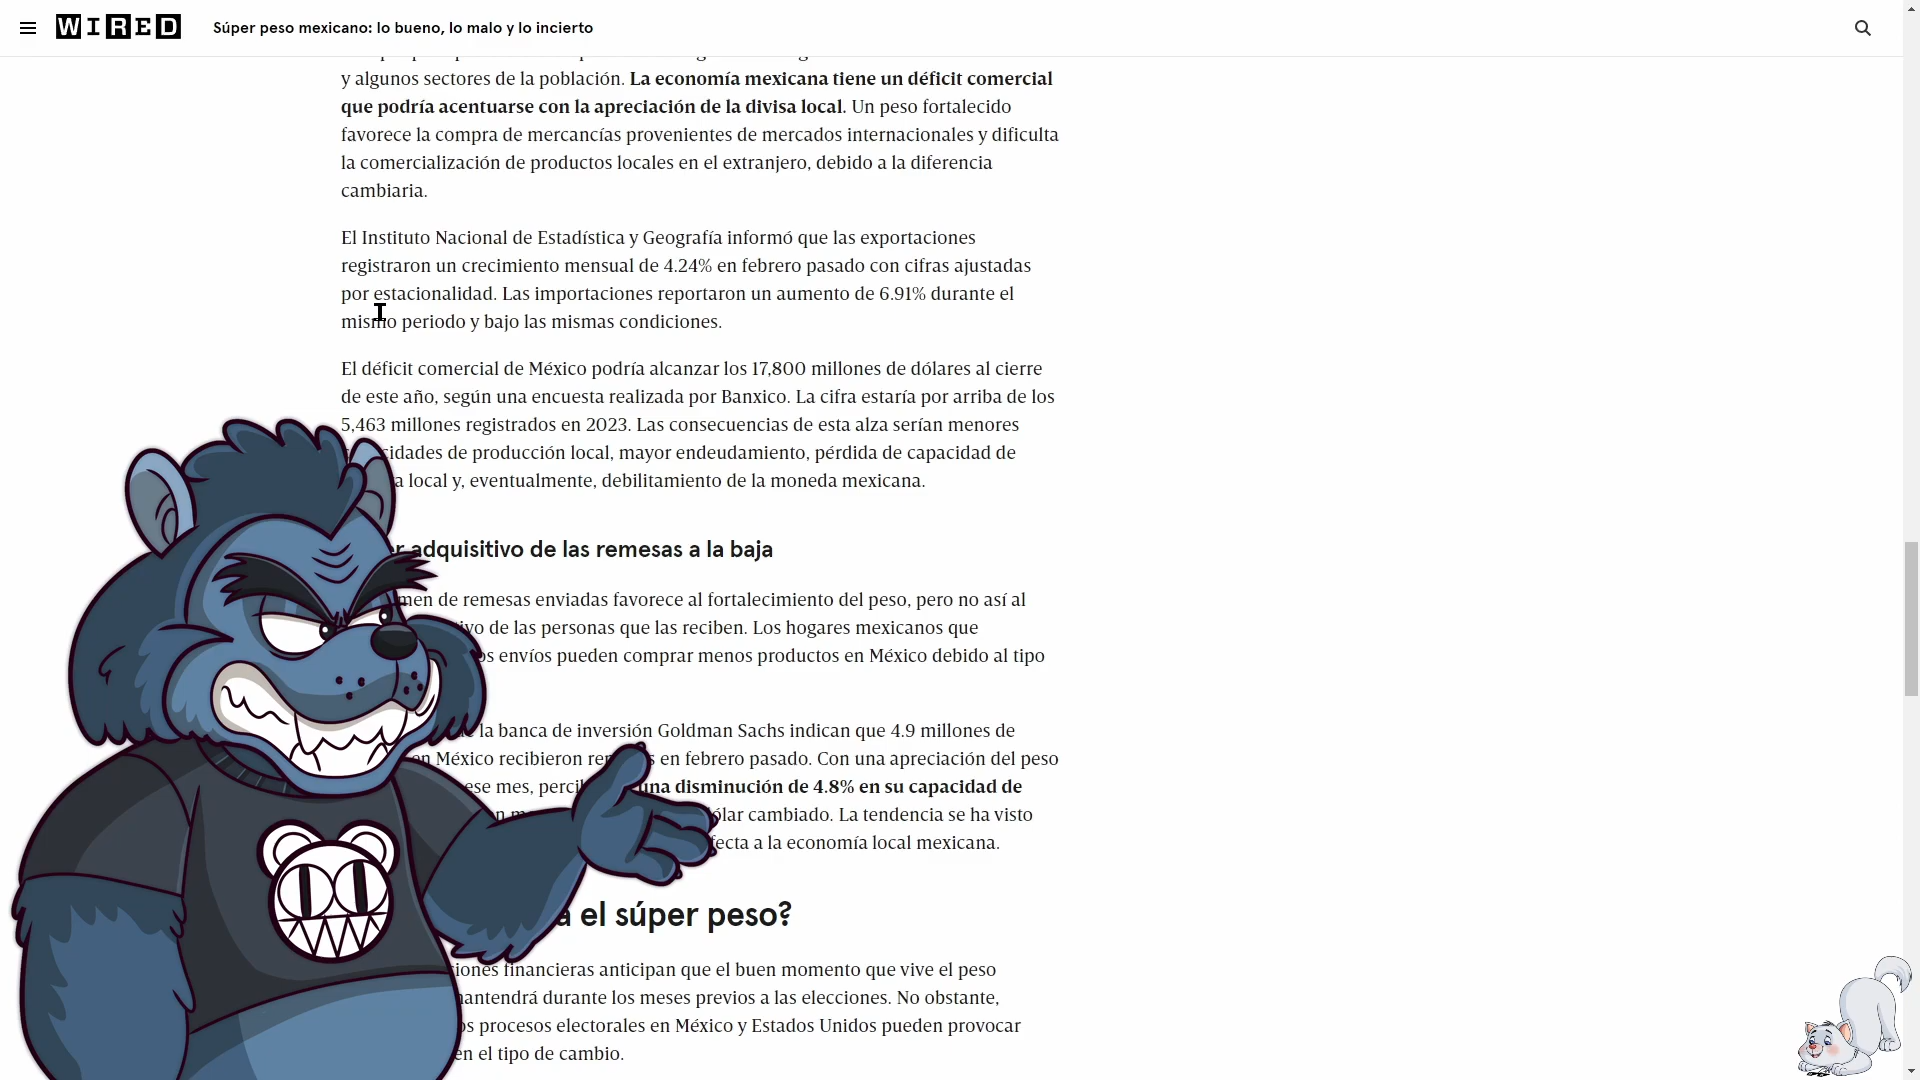 WIRED
Súper peso mexicano: lo bueno, lo malo y lo incierto
y algunos sectores de la población. La economía mexicana tiene un déficit comercial
que podría acentuarse con la apreciación de la divisa local. Un peso fortalecido
favorece la compra de mercancías provenientes de mercados internacionales y dificulta
la comercialización de productos locales en el extranjero, debido a la diferencia
cambiaria.
El Instituto Nacional de Estadística y Geografía informó que las exportaciones
registraron un crecimiento mensual de 4.24% en febrero pasado con cifras ajustadas
por estacionalidad. Las importaciones reportaron un aumento de 6.91% durante el
mismo periodo y bajo las mismas condiciones.
El déficit comercial de México podría alcanzar los 17,800 millones de dólares al cierre
de este año, según una encuesta realizada por Banxico. La cifra estaría por arriba de los
5,463 millones registrados en 2023. Las consecuencias de esta alza serían menores
de producción local, mayor endeudamiento, pérdida de capacidad de
local y, eventualmente, debilitamiento de la moneda mexicana.
adquisitivo de las remesas a la baja
de remesas enviadas favorece al fortalecimiento del peso, pero no así al
de las personas que las reciben. Los hogares mexicanos que
envíos pueden comprar menos productos en México debido al tipo
la banca de inversión Goldman Sachs indican que 4.9 millones de
en México recibieron en febrero pasado. Con una apreciación del peso
ese mes, una disminución de 4.8% en su capacidad de
cambiado. La tendencia se ha visto
a la economía local mexicana.
el súper peso?
financieras anticipan que el buen momento que vive el peso
durante los meses previos a las elecciones. No obstante,
procesos electorales en México y Estados Unidos pueden provocar
en el tipo de cambio.